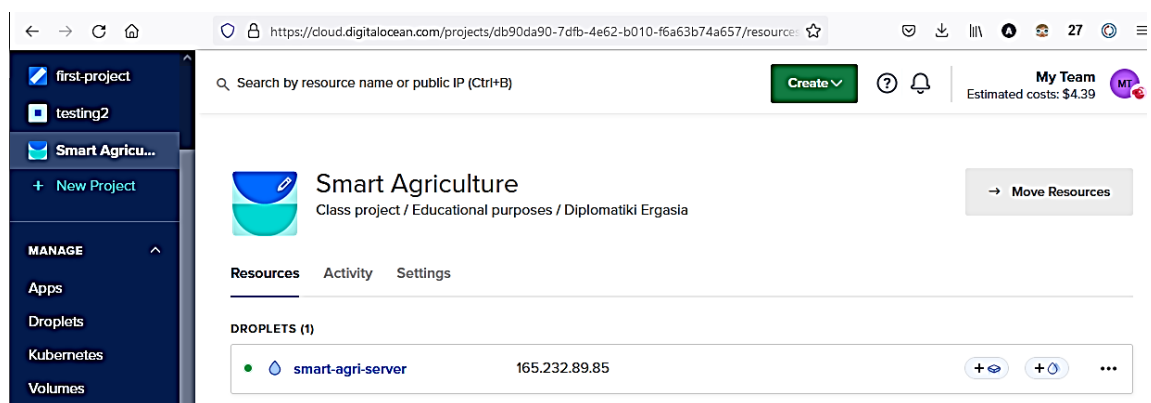 https://cloud.digitalocean.com/projects/db90da90-7dfb-4e62-b010-f6a63b74a657/resources
27
first-project
testing2
Smart Agricu...
+ New Project
MANAGE
Apps
Droplets
Kubernetes
Volumes
Search by resource name or public IP (Ctrl+B)
Create
My Team
Estimated costs: $4.39
MT
Smart Agriculture
Class project / Educational purposes / Diplomatiki Ergasia
→ Move Resources
Resources Activity Settings
DROPLETS (1)
smart-agri-server 165.232.89.85